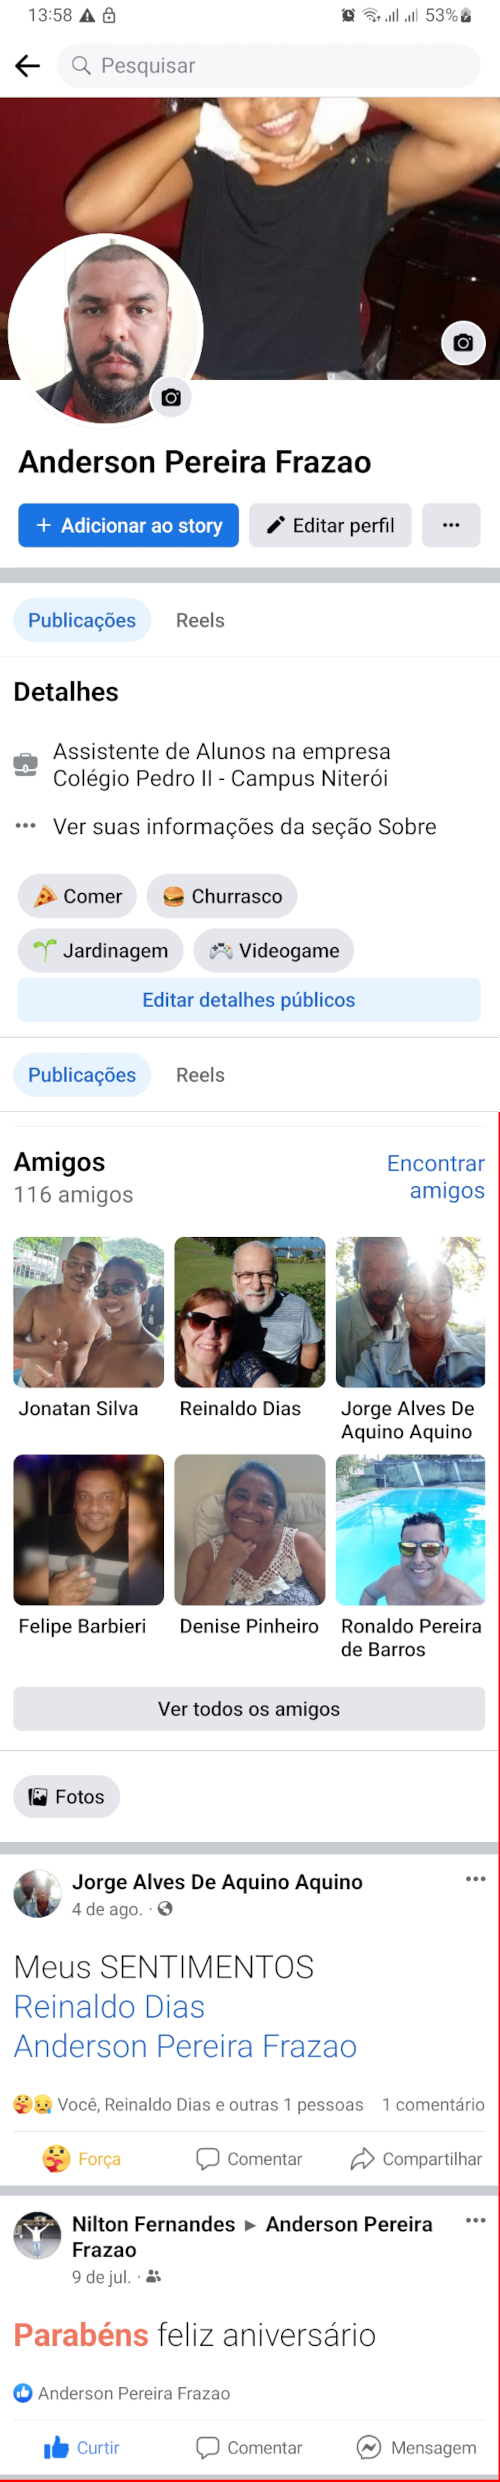 13:58 53%
Pesquisar
Anderson Pereira Frazao
+ Adicionar ao story Editar perfil ...
Publicações Reels
Detalhes
Assistente de Alunos na empresa
Colégio Pedro II - Campus Niterói
Ver suas informações da seção Sobre
Comer Churrasco
Jardinagem Videogame
Editar detalhes públicos
Publicações Reels
Amigos Encontrar
116 amigos amigos
Jonatan Silva Reinaldo Dias Jorge Alves De
Aquino Aquino
Felipe Barbieri Denise Pinheiro Ronaldo Pereira
de Barros
Ver todos os amigos
Fotos
Jorge Alves De Aquino Aquino
4 de ago. ·
Meus SENTIMENTOS
Reinaldo Dias
Anderson Pereira Frazao
Você, Reinaldo Dias e outras 1 pessoas 1 comentário
Força Comentar Compartilhar
Nilton Fernandes ▶ Anderson Pereira
Frazao
9 de jul. ·
Parabéns feliz aniversário
Anderson Pereira Frazao
Curtir Comentar Mensagem